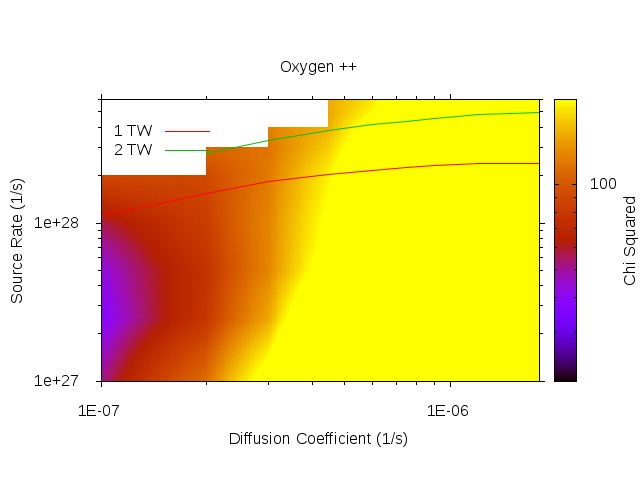 Oxygen ++
1 TW
2 TW
100
1e+28
1e+27
Source Rate (1/s)
Chi Squared
1E-07
1E-06
Diffusion Coefficient (1/s)